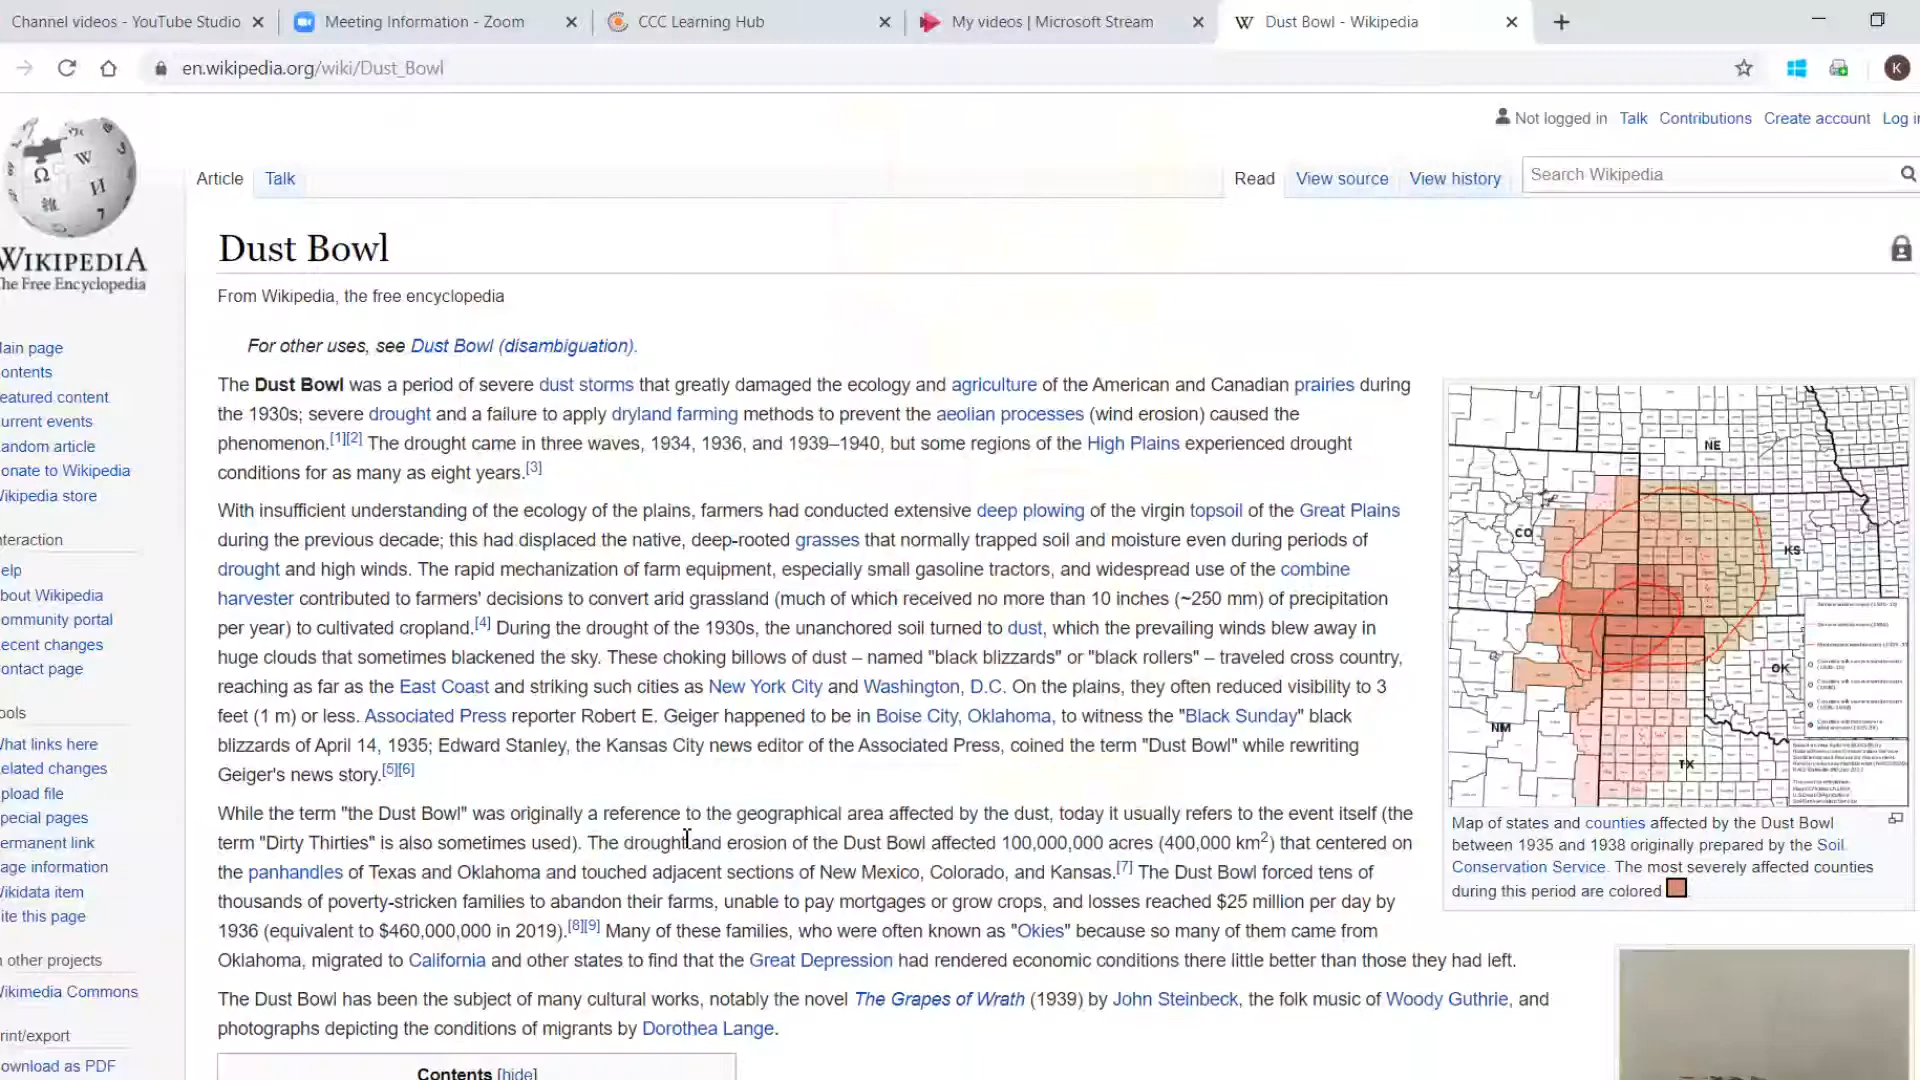 Channel videos - YouTube Studio
Meeting Information - Zoom
CCC Learning Hub
My videos | Microsoft Stream
W Dust Bowl - Wikipedia
en.wikipedia.org/wiki/Dust_Bowl
K
Not logged in Talk Contributions Create account Log i
Article Talk
Read View source View history Search Wikipedia
WIKIPEDIA
he Free Encyclopedia
ain page
ontents
eatured content
urrent events
andom article
onate to Wikipedia
Vikipedia store
nteraction
elp
bout Wikipedia
ommunity portal
ecent changes
ontact page
ools
hat links here
elated changes
pload file
pecial pages
ermanent link
age information
Vikidata item
ite this page
other projects
Vikimedia Commons
rint/export
ownload as PDF
Dust Bowl
From Wikipedia, the free encyclopedia
For other uses, see Dust Bowl (disambiguation).
The Dust Bowl was a period of severe dust storms that greatly damaged the ecology and agriculture of the American and Canadian prairies during
the 1930s; severe drought and a failure to apply dryland farming methods to prevent the aeolian processes (wind erosion) caused the
phenomenon.[1][2] The drought came in three waves, 1934, 1936, and 1939–1940, but some regions of the High Plains experienced drought
conditions for as many as eight years.[3]
With insufficient understanding of the ecology of the plains, farmers had conducted extensive deep plowing of the virgin topsoil of the Great Plains
during the previous decade; this had displaced the native, deep-rooted grasses that normally trapped soil and moisture even during periods of
drought and high winds. The rapid mechanization of farm equipment, especially small gasoline tractors, and widespread use of the combine
harvester contributed to farmers' decisions to convert arid grassland (much of which received no more than 10 inches (~250 mm) of precipitation
per year) to cultivated cropland.[4] During the drought of the 1930s, the unanchored soil turned to dust, which the prevailing winds blew away in
huge clouds that sometimes blackened the sky. These choking billows of dust – named "black blizzards" or "black rollers" – traveled cross country,
reaching as far as the East Coast and striking such cities as New York City and Washington, D.C. On the plains, they often reduced visibility to 3
feet (1 m) or less. Associated Press reporter Robert E. Geiger happened to be in Boise City, Oklahoma, to witness the "Black Sunday" black
blizzards of April 14, 1935; Edward Stanley, the Kansas City news editor of the Associated Press, coined the term "Dust Bowl" while rewriting
Geiger's news story.[5][6]
While the term "the Dust Bowl" was originally a reference to the geographical area affected by the dust, today it usually refers to the event itself (the
term "Dirty Thirties" is also sometimes used). The drought and erosion of the Dust Bowl affected 100,000,000 acres (400,000 km2) that centered on
the panhandles of Texas and Oklahoma and touched adjacent sections of New Mexico, Colorado, and Kansas.[7] The Dust Bowl forced tens of
thousands of poverty-stricken families to abandon their farms, unable to pay mortgages or grow crops, and losses reached $25 million per day by
1936 (equivalent to $460,000,000 in 2019).[8][9] Many of these families, who were often known as "Okies" because so many of them came from
Oklahoma, migrated to California and other states to find that the Great Depression had rendered economic conditions there little better than those they had left.
The Dust Bowl has been the subject of many cultural works, notably the novel The Grapes of Wrath (1939) by John Steinbeck, the folk music of Woody Guthrie, and
photographs depicting the conditions of migrants by Dorothea Lange.
Contents [hide]
NE
CO
KS
OK
NM
TX
Map of states and counties affected by the Dust Bowl
between 1935 and 1938 originally prepared by the Soil
Conservation Service. The most severely affected counties
during this period are colored